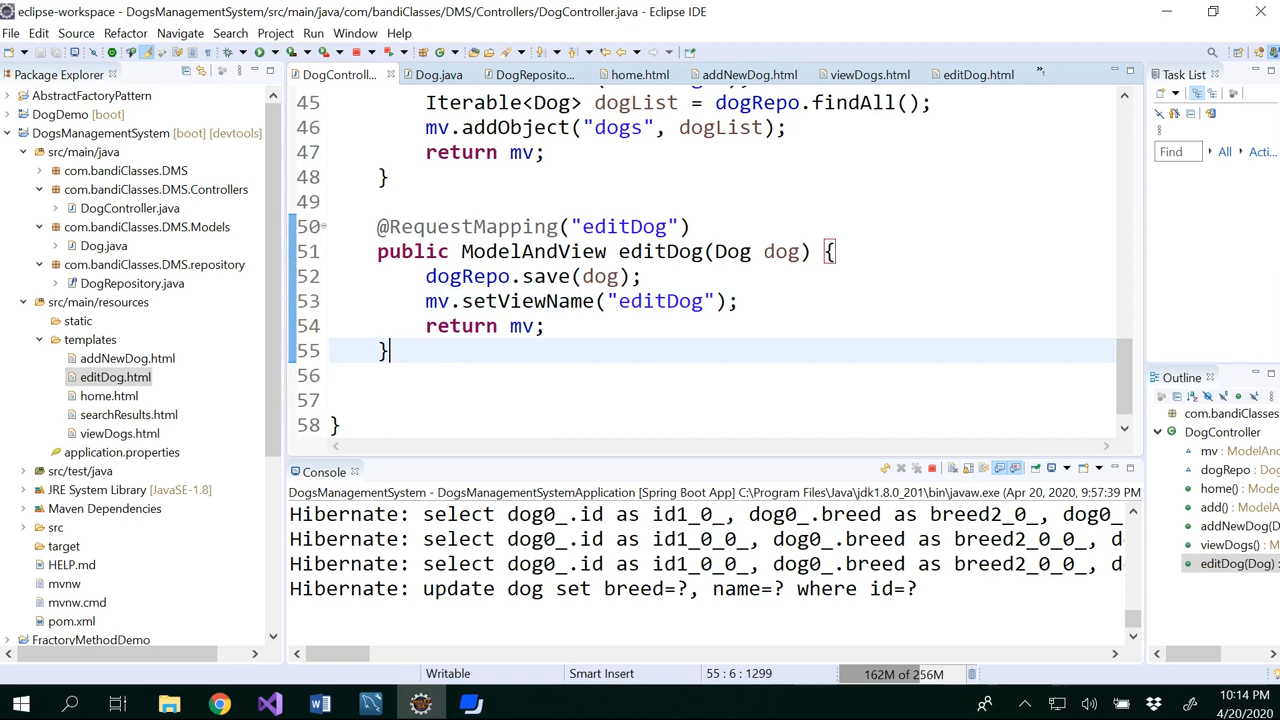 eclipse-workspace - DogsManagementSystem/src/main/java/com/bandiClasses/DMS/Controllers/DogController.java - Eclipse IDE
File Edit Source Refactor Navigate Search Project Run Window Help
Package Explorer
AbstractFactoryPattern
DogDemo [boot]
DogsManagementSystem [boot] [devtools]
src/main/java
com.bandiClasses.DMS
com.bandiClasses.DMS.Controllers
DogController.java
com.bandiClasses.DMS.Models
Dog.java
com.bandiClasses.DMS.repository
DogRepository.java
src/main/resources
static
templates
addNewDog.html
editDog.html
home.html
searchResults.html
viewDogs.html
application.properties
src/test/java
JRE System Library [JavaSE-1.8]
Maven Dependencies
src
target
HELP.md
mvnw
mvnw.cmd
pom.xml
FractoryMethodDemo
DogControll... Dog.java DogReposito... home.html addNewDog.html viewDogs.html editDog.html
45 Iterable<Dog> dogList = dogRepo.findAll();
46 mv.addObject("dogs", dogList);
47 return mv;
48 }
49
50 @RequestMapping("editDog")
51 public ModelAndView editDog(Dog dog) {
52 dogRepo.save(dog);
53 mv.setViewName("editDog");
54 return mv;
55 }
56
57
58 }
Console
DogsManagementSystem - DogsManagementSystemApplication [Spring Boot App] C:\Program Files\Java\jdk1.8.0_201\bin\javaw.exe (Apr 20, 2020, 9:57:39 PM
Hibernate: select dog0_.id as id1_0_, dog0_.breed as breed2_0_, dog0_
Hibernate: select dog0_.id as id1_0_0_, dog0_.breed as breed2_0_0_, d
Hibernate: select dog0_.id as id1_0_0_, dog0_.breed as breed2_0_0_, d
Hibernate: update dog set breed=?, name=? where id=?
Task List
Find All Acti...
Outline
com.bandiClasses
DogController
mv : ModelAn
dogRepo : Do
home() : Mode
add() : ModelA
addNewDog(D
viewDogs() : M
editDog(Dog) :
Writable Smart Insert 55 : 6 : 1299 162M of 256M
10:14 PM
4/20/2020